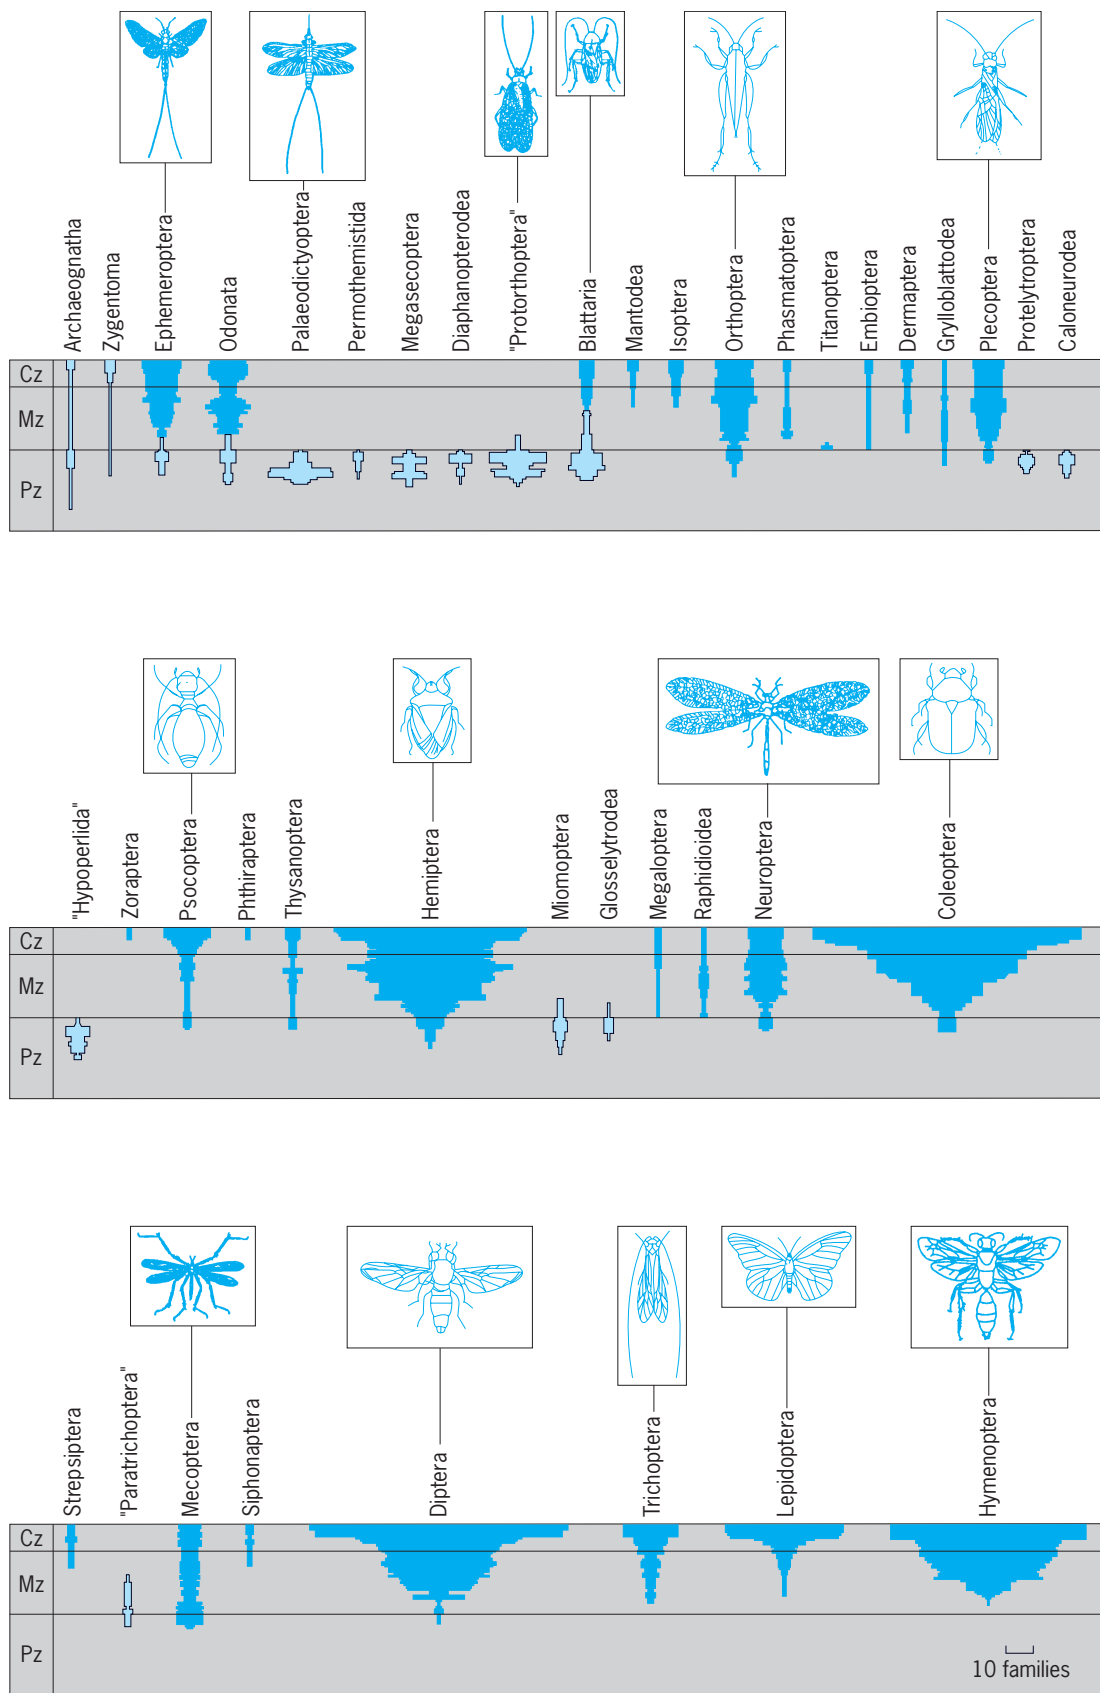 Archaeognatha
Zygentoma
Ephemeroptera
Odonata
Palaeodictyoptera
Permothemistida
Megasecoptera
Diaphanopterodea
"Protorthoptera"
Blattaria
Mantodea
Isoptera
Orthoptera
Phasmatoptera
Titanoptera
Embioptera
Dermaptera
Grylloblattodea
Plecoptera
Protelytroptera
Caloneurodea
Cz
Mz
Pz
"Hypoperlida"
Zoraptera
Psocoptera
Phthiraptera
Thysanoptera
Hemiptera
Miomoptera
Glosselytrodea
Megaloptera
Raphidioidea
Neuroptera
Coleoptera
Cz
Mz
Pz
Strepsiptera
"Paratrichoptera"
Mecoptera
Siphonaptera
Diptera
Trichoptera
Lepidoptera
Hymenoptera
Cz
Mz
Pz
10 families